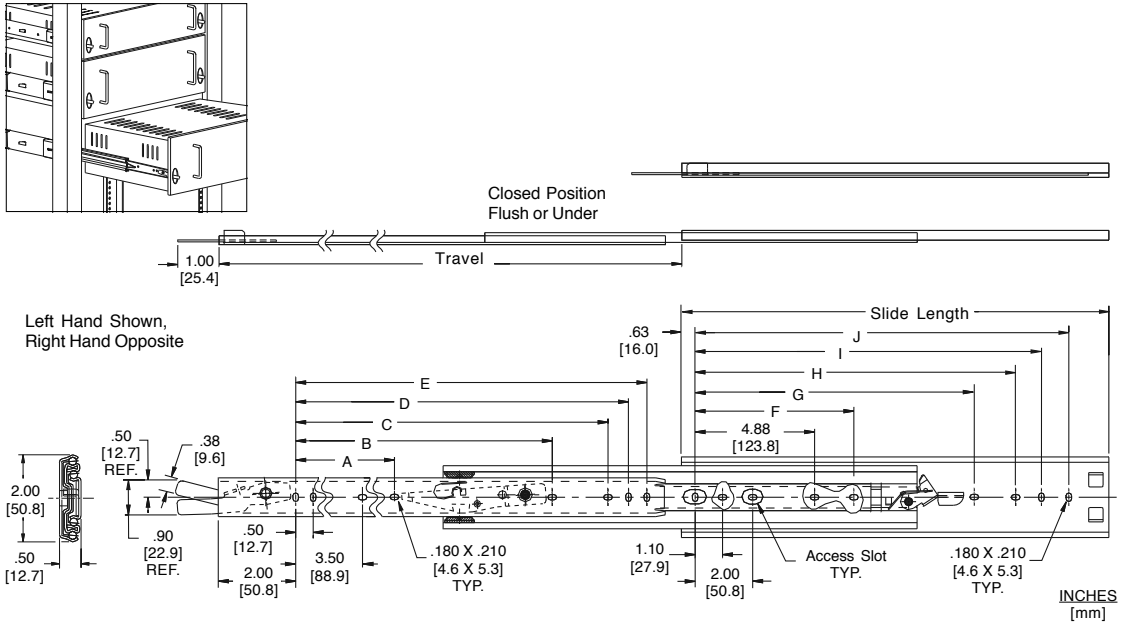 Closed Position
Flush or Under
Travel
1.00
[25.4]
Left Hand Shown,
Right Hand Opposite
Slide Length
.63
[16.0]
J
I
H
G
F
4.88
[123.8]
E
D
C
B
A
.50
[12.7]
REF.
.38
[9.6]
2.00
[50.8]
.50
[12.7]
.90
[22.9]
REF.
.50
[12.7]
3.50
[88.9]
2.00
[50.8]
.180 X .210
[4.6 X 5.3]
TYP.
1.10
[27.9]
2.00
[50.8]
Access Slot
TYP.
.180 X .210
[4.6 X 5.3]
TYP.
INCHES
[mm]